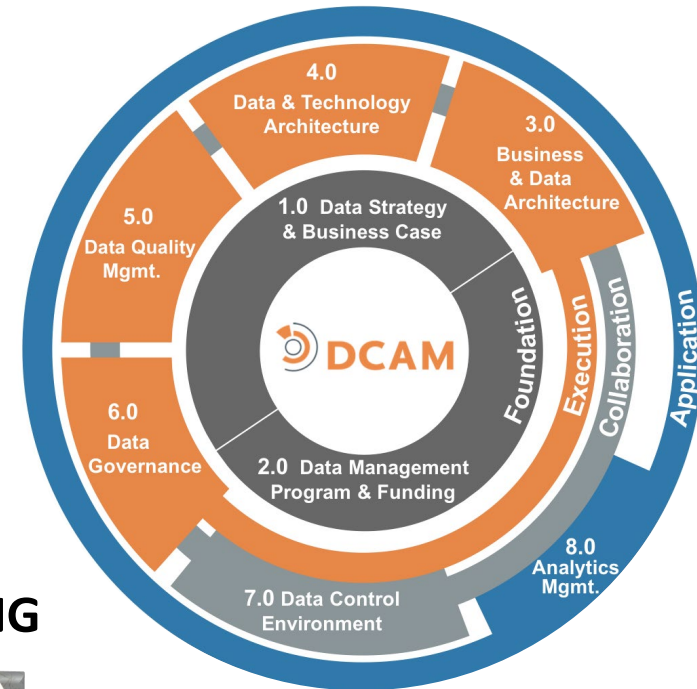 4.0
Data & Technology
Architecture
3.0
Business
& Data
Architecture
5.0
Data Quality
Mgmt.
1.0 Data Strategy
& Business Case
DCAM
Foundation
Execution
Collaboration
Application
6.0
Data
Governance
2.0 Data Management
Program & Funding
7.0 Data Control
Environment
8.0
Analytics
Mgmt.